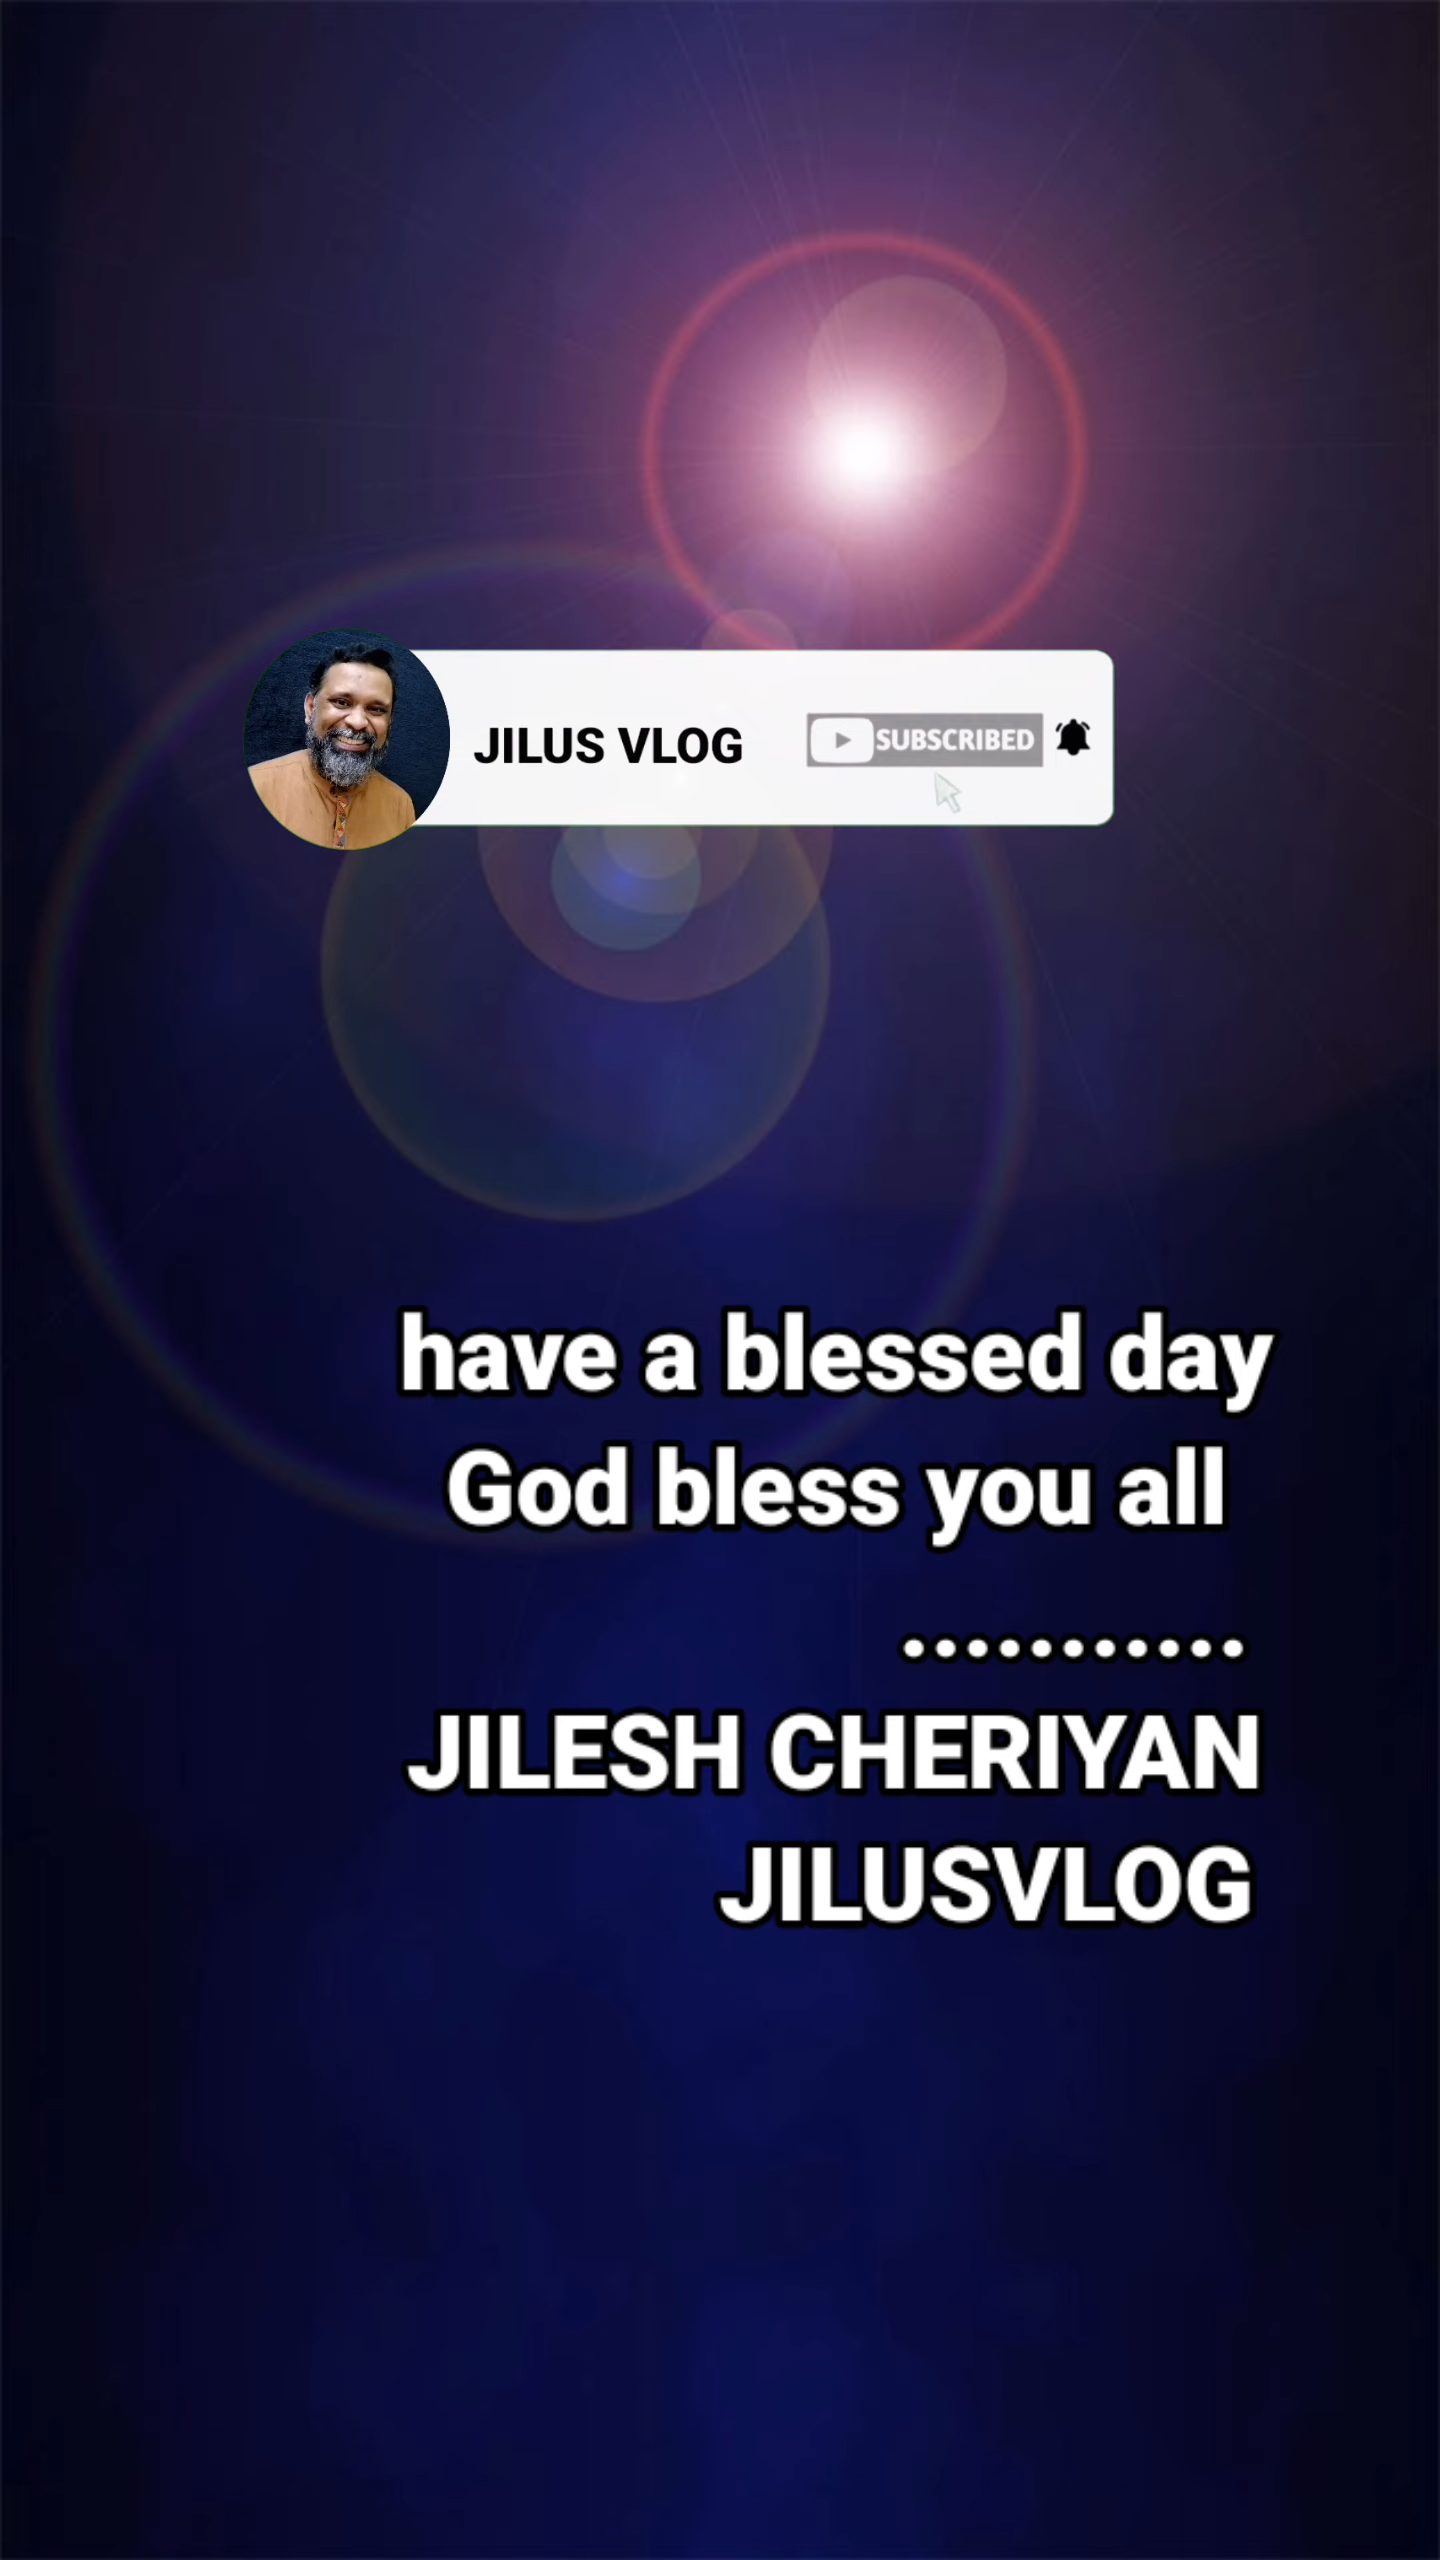 JILUS VLOG
SUBSCRIBED
have a blessed day
God bless you all
...........
JILESH CHERIYAN
JILUSVLOG